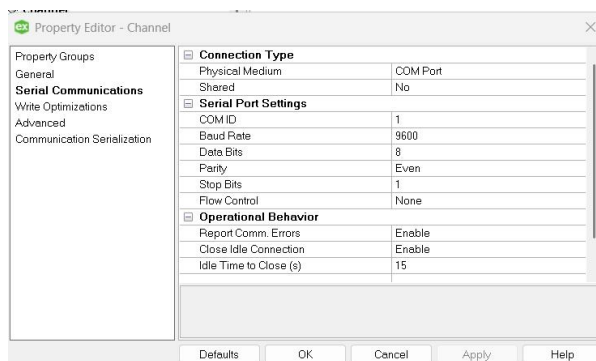 Property Editor - Channel
Property Groups
General
Serial Communications
Write Optimizations
Advanced
Communication Serialization
Connection Type
Physical Medium COM Port
Shared No
Serial Port Settings
COM ID 1
Baud Rate 9600
Data Bits 8
Parity Even
Stop Bits 1
Flow Control None
Operational Behavior
Report Comm. Errors Enable
Close Idle Connection Enable
Idle Time to Close (s) 15
Defaults OK Cancel Apply Help